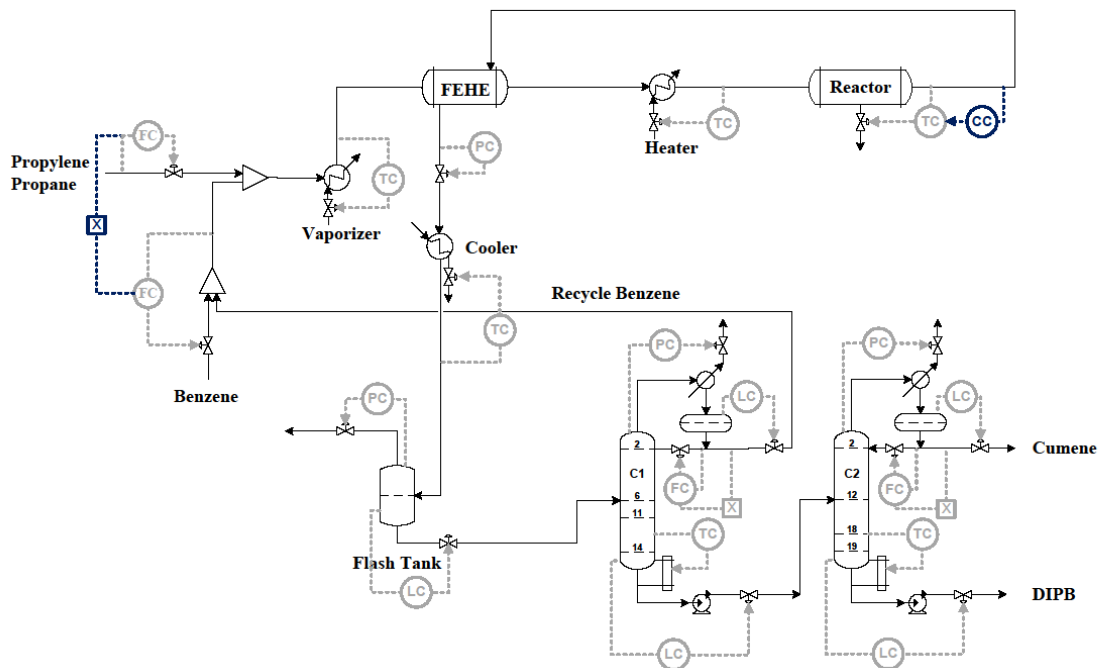 FEHE
Reactor
TC
TC
CC
Heater
FC
PC
Propylene
Propane
TC
X
Vaporizer
Cooler
FC
Recycle Benzene
TC
Benzene
PC
PC
LC
PC
LC
2
C1
6
11
14
FC
X
TC
2
C2
12
18
19
FC
X
TC
Cumene
Flash Tank
LC
DIPB
LC
LC